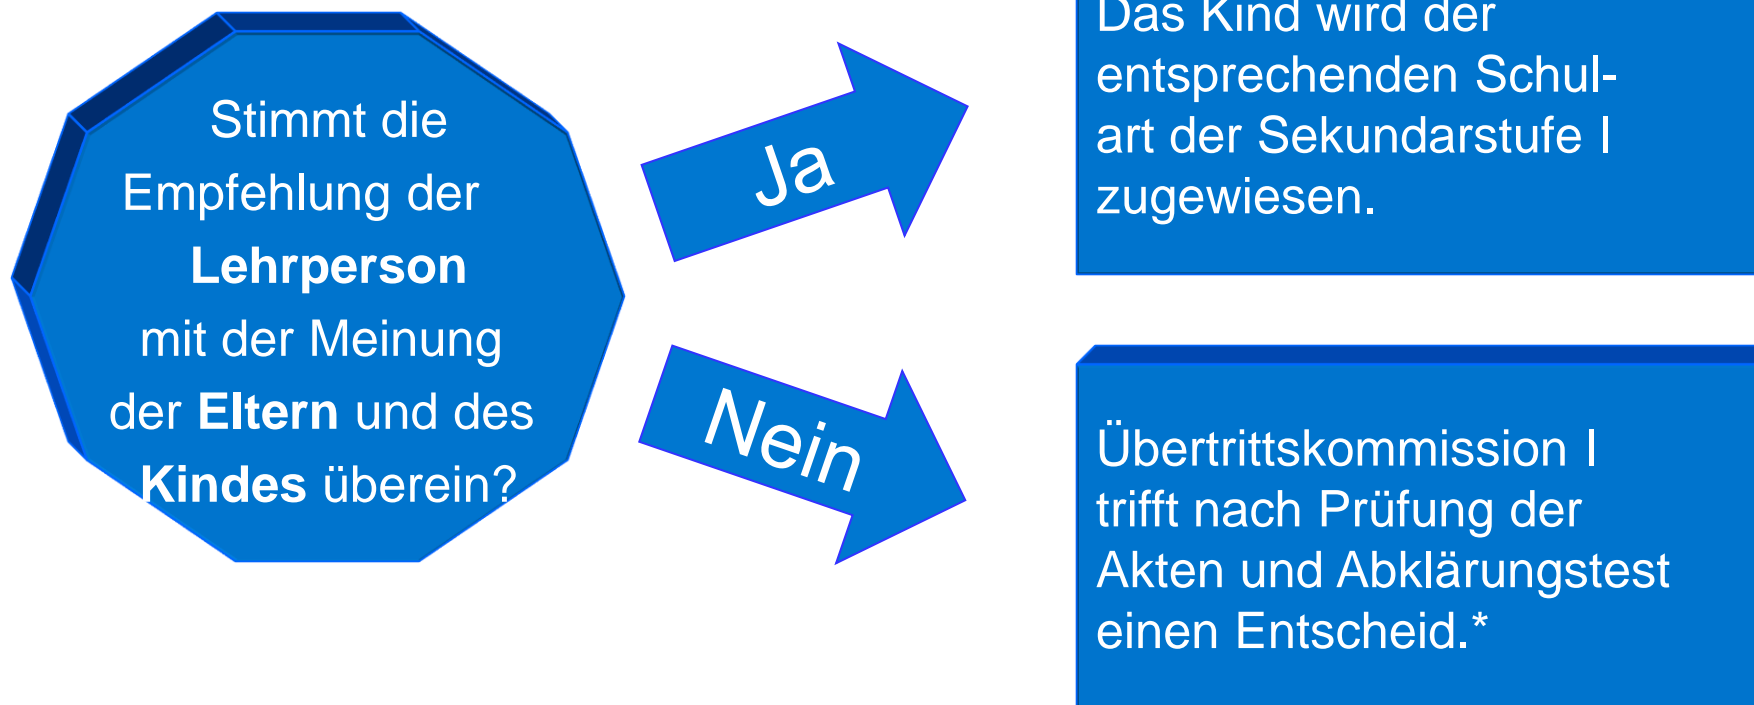 Stimmt die
Empfehlung der
Lehrperson
mit der Meinung
der Eltern und des
Kindes überein?
Ja
Nein
Das Kind wird der
entsprechenden Schul-
art der Sekundarstufe I
zugewiesen.
Übertrittskommission I
trifft nach Prüfung der
Akten und Abklärungstest
einen Entscheid.*